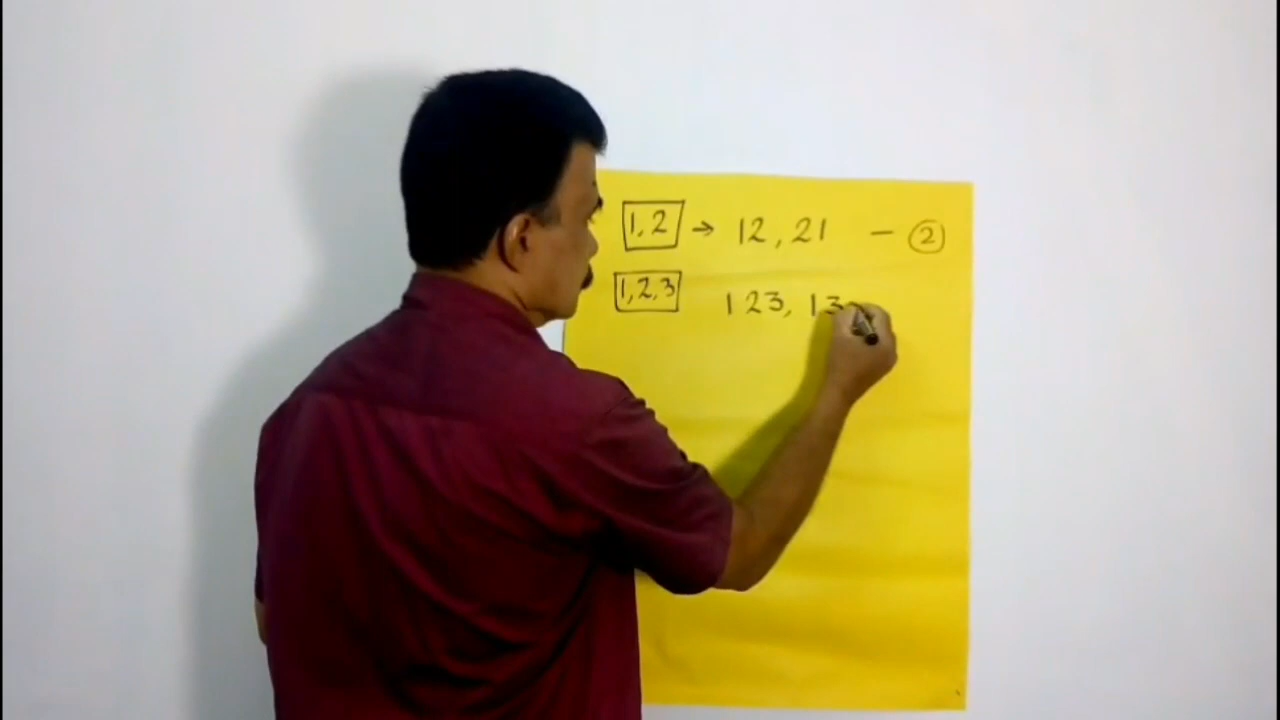 1, 2 → 12, 21 – 2
1, 2, 3 123, 13